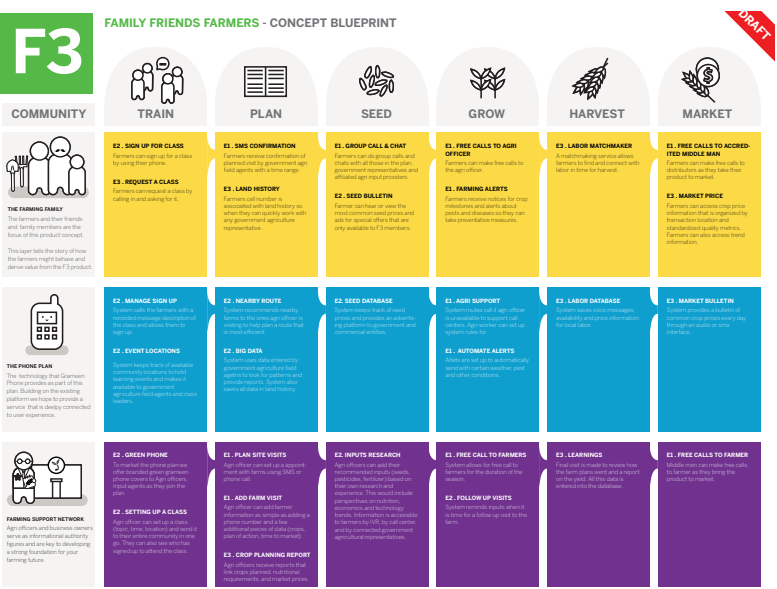 F3
FAMILY FRIENDS FARMERS - CONCEPT BLUEPRINT
DRAFT
COMMUNITY
TRAIN
PLAN
SEED
GROW
HARVEST
MARKET
THE FARMING FAMILY
The farmers and their friends
and family members are the
focus of this product concept.
This layer tells the story of how
the farmers might behave and
derive value from the F3 product.
E2 . SIGN UP FOR CLASS
Farmers can sign up for a class
by using their phone.
E3 . REQUEST A CLASS
Farmers can request a class by
calling in and asking for it.
E1 . SMS CONFIRMATION
Farmers receive confirmation of
planned visit by government agri
field agents with a time range.
E3 . LAND HISTORY
Farmers cell number is
associated with land history so
when they can quickly work with
any government agriculture
representative.
E1 . GROUP CALL & CHAT
Farmers can do group calls and
chats with all those in the plan,
government representatives and
affiliated agri input providers.
E2 . SEED BULLETIN
Farmer can hear or view the
most common seed prices and
ads for special offers that are
only available to F3 members.
E1 . FREE CALLS TO AGRI
OFFICER
Farmers can make free calls to
the agri officer.
E1 . FARMING ALERTS
Farmers receive notices for crop
milestones and alerts about
pests and diseases so they can
take preventative measures.
E3 . LABOR MATCHMAKER
A matchmaking service allows
farmers to find and connect with
labor in time for harvest.
E1 . FREE CALLS TO ACCRED-
ITED MIDDLE MAN
Farmers can make free calls to
distributors as they take their
product to market.
E3 . MARKET PRICE
Farmers can access crop price
information that is organized by
transaction location and
standardized quality metrics.
Farmers can also access trend
information.
THE PHONE PLAN
The technology that Grameen
Phone provides as part of this
plan. Building on the existing
platform we hope to provide a
service that is deelpy connected
to user experience.
E2 . MANAGE SIGN UP
System calls the farmers with a
recorded message description of
the class and allows them to
sign up.
E2 . EVENT LOCATIONS
System keeps track of available
community locations to hold
learning events and makes it
available to government
agriculture field agents and class
leaders.
E2 . NEARBY ROUTE
System recommends nearby
farms to the ones agri officer is
visiting to help plan a route that
is most efficient.
E2 . BIG DATA
System uses data entered by
government agriculture field
agetns to look for patterns and
provide reports. System also
saves all data in land history.
E2. SEED DATABASE
System keeps track of seed
prices and provides an advertis-
ing platform to government and
commercial entities.
E1 . AGRI SUPPORT
System routes call if agri officer
is unavailable to support call
centers. Agri worker can set up
system rules for
E1 . AUTOMATE ALERTS
Alerts are set up to automatically
send with certain weather, pest
and other conditions.
E3 . LABOR DATABASE
System saves voice messages,
availability and price information
for local labor.
E3 . MARKET BULLETIN
System provides a bulletin of
common crop prices every day
through an audio or sms
interface.
FARMING SUPPORT NETWORK
Agri officers and business owners
serve as informational authority
figures and are key to developing
a strong foundation for your
farming future.
E2 . GREEN PHONE
To market the phone plan we
offer branded green grameen
phone covers to Agri officers,
Input agents as they join the
plan.
E2 . SETTING UP A CLASS
Agri officer can set up a class
(topic, time, location) and send it
to their entire community in one
go. They can also see who has
signed up to attend the class.
E1 . PLAN SITE VISITS
Agri officer can set up a appoint-
ment with farms using SMS or
phone call.
E1 . ADD FARM VISIT
Agri officer can add farmer
information as simple as adding a
phone number and a few
additional pieces of data (crops,
plan of action, time to market).
E3 . CROP PLANNING REPORT
Agri officers receive reports that
link crops planned, nutritional
requirements, and market prices.
E2. INPUTS RESEARCH
Agri officers can add their
recommended inputs (seeds,
pesticides, fertilizer) based on
their own research and
experience. This would include
perspectives on nutrition,
economics and technology
trends. Information is accessible
to farmers by IVR, by call center,
and by connected government
agricultural representatives.
E1 . FREE CALL TO FARMERS
System allows for free call to
farmers for the duration of the
season.
E2 . FOLLOW UP VISITS
System reminds inputs when it
is time for a follow up visit to the
farm.
E3 . LEARNINGS
Final visit is made to review how
the farm plans went and a report
on the yield. All this data is
entered into the database.
E1 . FREE CALLS TO FARMER
Middle men can make free calls
to farmer as they bring the
product to market.